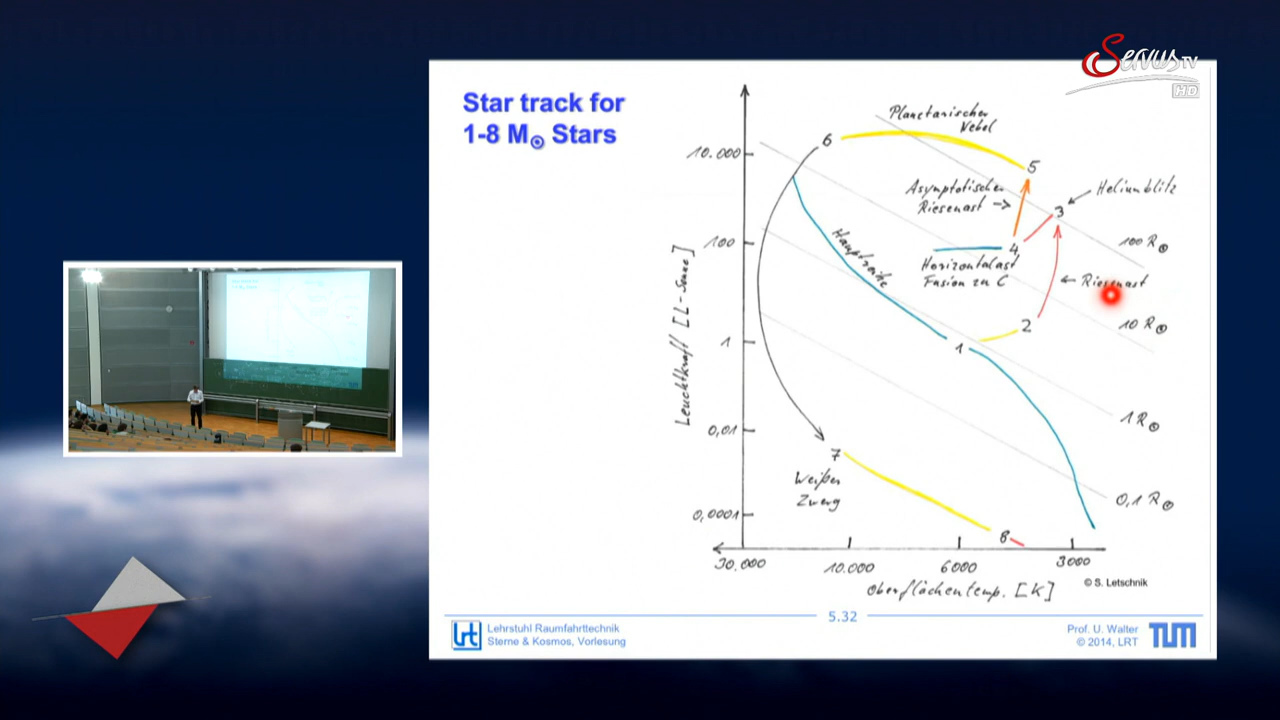 Servus TV
HD
Star track for
1-8 M⊙ Stars
Planetarischer
Nebel
6
10.000
5
Asymptotischer
Riesenast
Heliumblitz
3
100
Hauptreihe
4
100 R⊙
Horizontalast
Fusion zu C
Riesenast
Leuchtkraft [L-Sonne]
2
10 R⊙
1
1
1 R⊙
0,01
7
Weißer
Zwerg
0,1 R⊙
0,0001
8
30.000
10.000
6000
3000
© S. Letschnik
Oberflächentemp. [K]
5.32
lrt
Lehrstuhl Raumfahrttechnik
Sterne & Kosmos, Vorlesung
Prof. U. Walter
© 2014, LRT
TUM